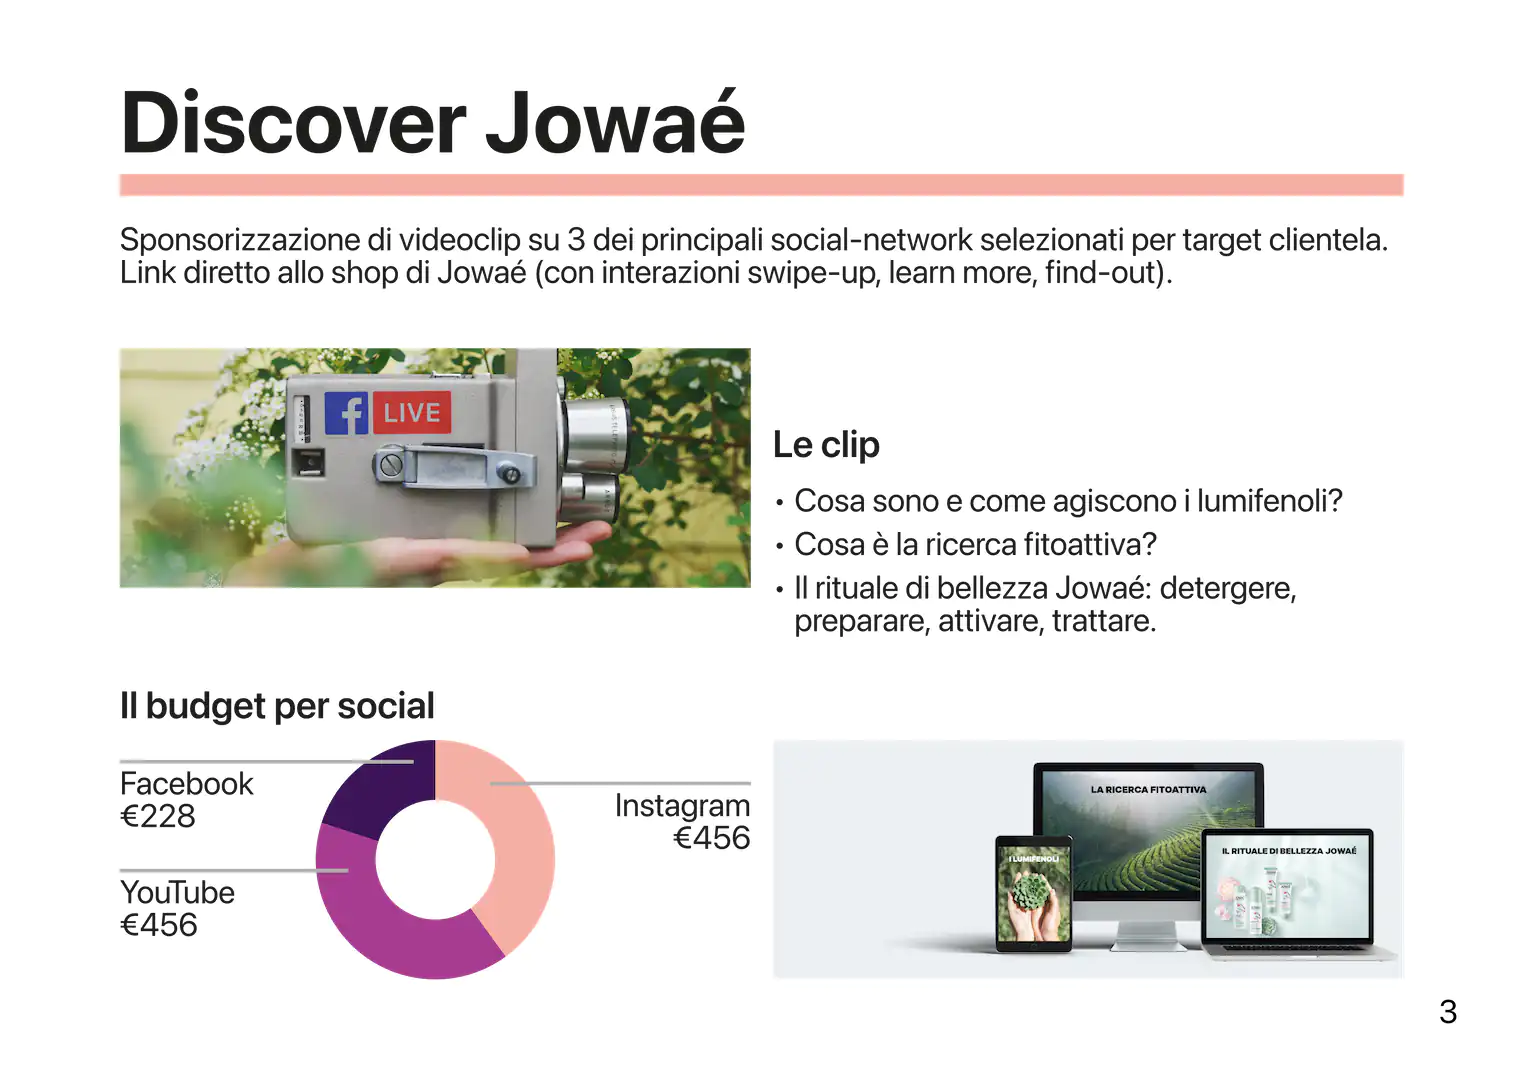 Discover Jowaé
Sponsorizzazione di videoclip su 3 dei principali social-network selezionati per target clientela.
Link diretto allo shop di Jowaé (con interazioni swipe-up, learn more, find-out).
f LIVE
Le clip
• Cosa sono e come agiscono i lumifenoli?
• Cosa è la ricerca fitoattiva?
• Il rituale di bellezza Jowaé: detergere,
preparare, attivare, trattare.
Il budget per social
Facebook
€228
YouTube
€456
Instagram
€456
LA RICERCA FITOATTIVA
I LUMIFENOLI
IL RITUALE DI BELLEZZA JOWAÉ
3